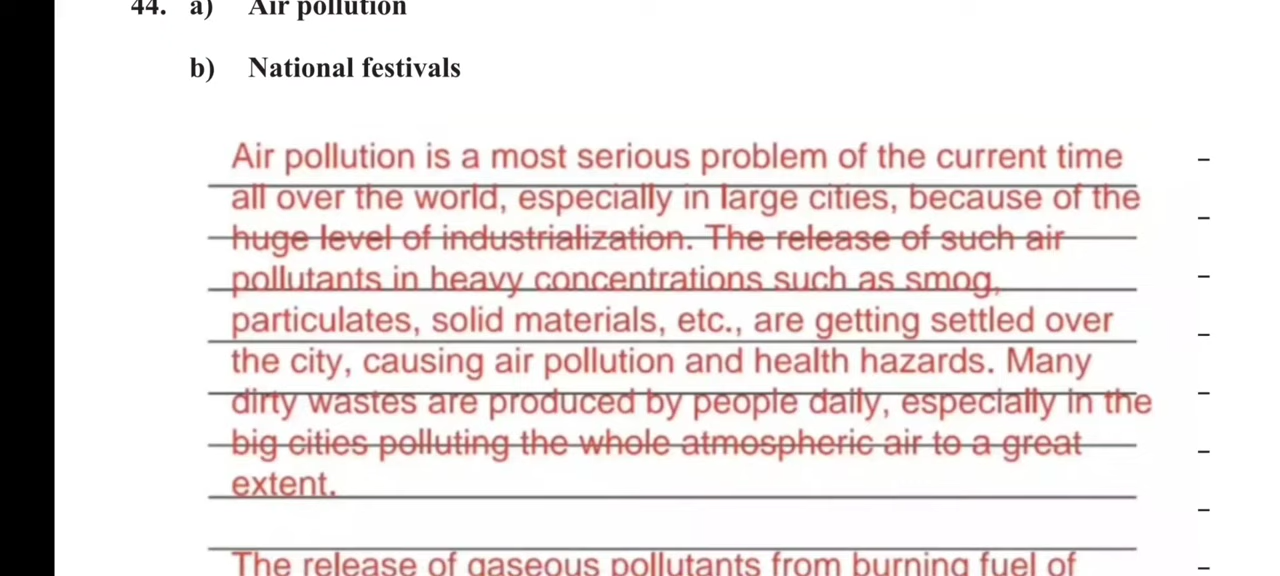 44. a) Air pollution
b) National festivals
Air pollution is a most serious problem of the current time
all over the world, especially in large cities, because of the
huge level of industrialization. The release of such air
pollutants in heavy concentrations such as smog,
particulates, solid materials, etc., are getting settled over
the city, causing air pollution and health hazards. Many
dirty wastes are produced by people daily, especially in the
big cities polluting the whole atmospheric air to a great
extent.
The release of gaseous pollutants from burning fuel of